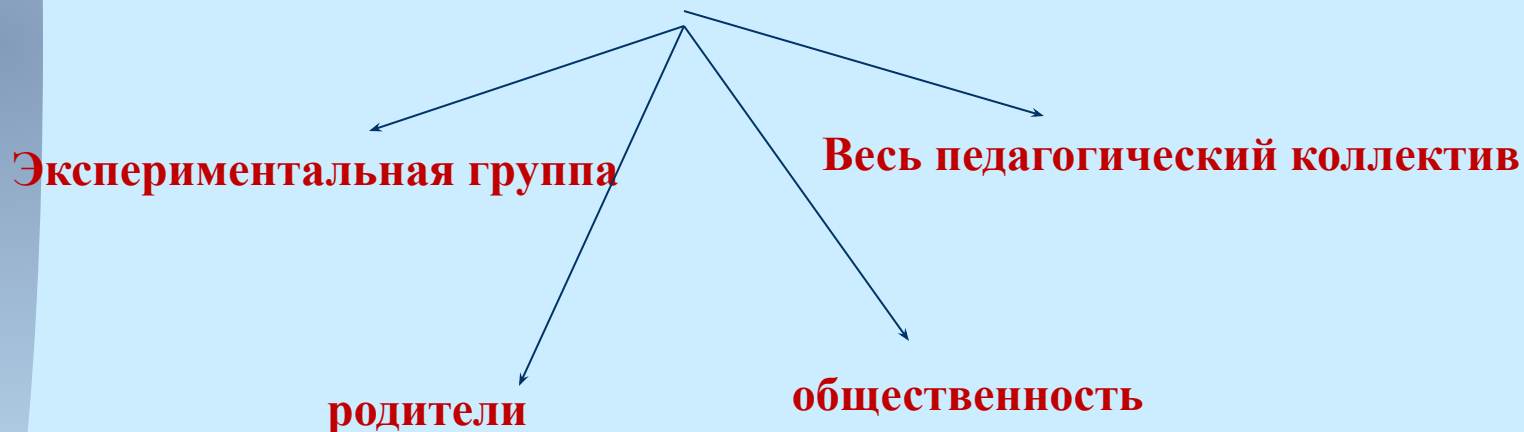 Экспериментальная группа
Весь педагогический коллектив
родители
общественность